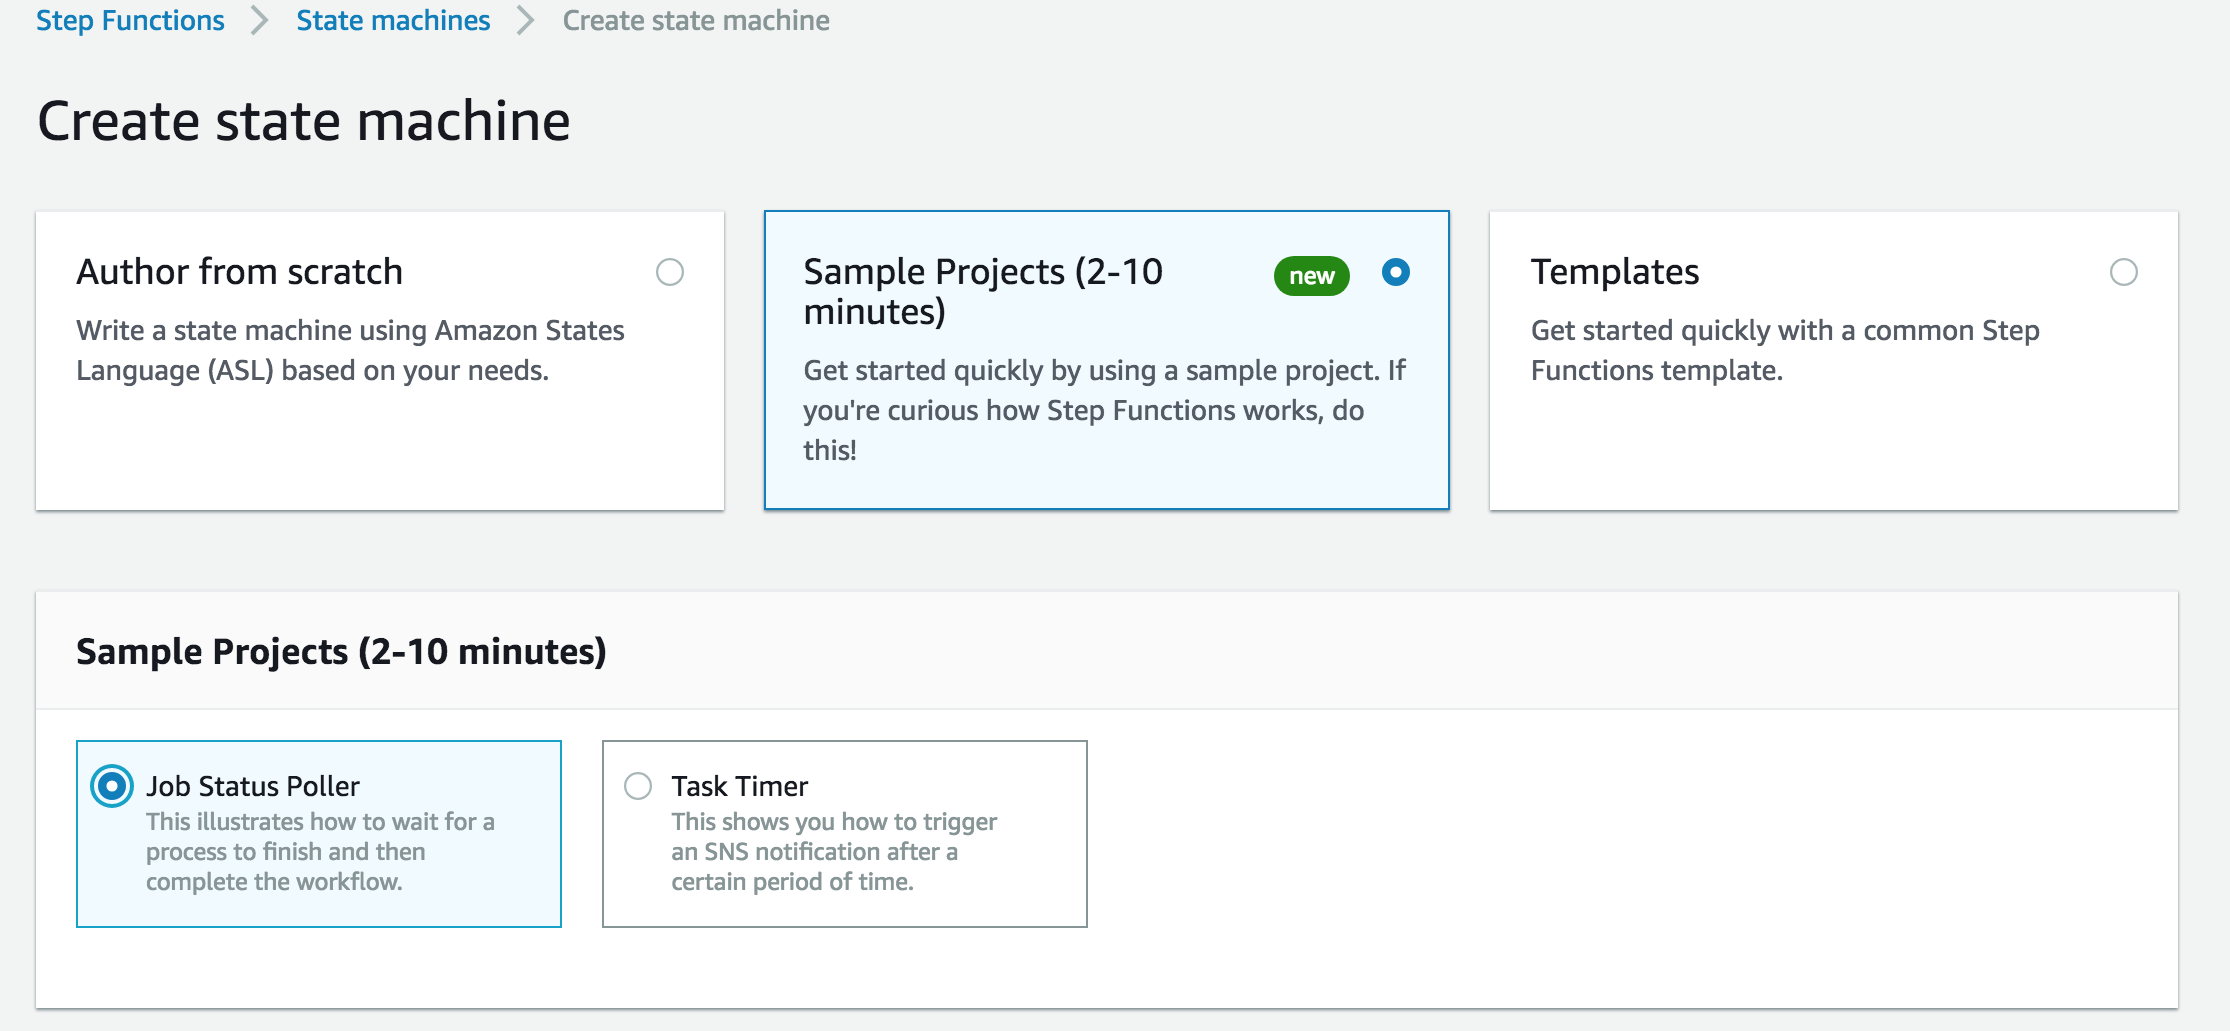 Step Functions State machines Create state machine
Create state machine
Author from scratch
Write a state machine using Amazon States
Language (ASL) based on your needs.
Sample Projects (2-10
minutes)
new
Get started quickly by using a sample project. If
you're curious how Step Functions works, do
this!
Templates
Get started quickly with a common Step
Functions template.
Sample Projects (2-10 minutes)
Job Status Poller
This illustrates how to wait for a
process to finish and then
complete the workflow.
Task Timer
This shows you how to trigger
an SNS notification after a
certain period of time.